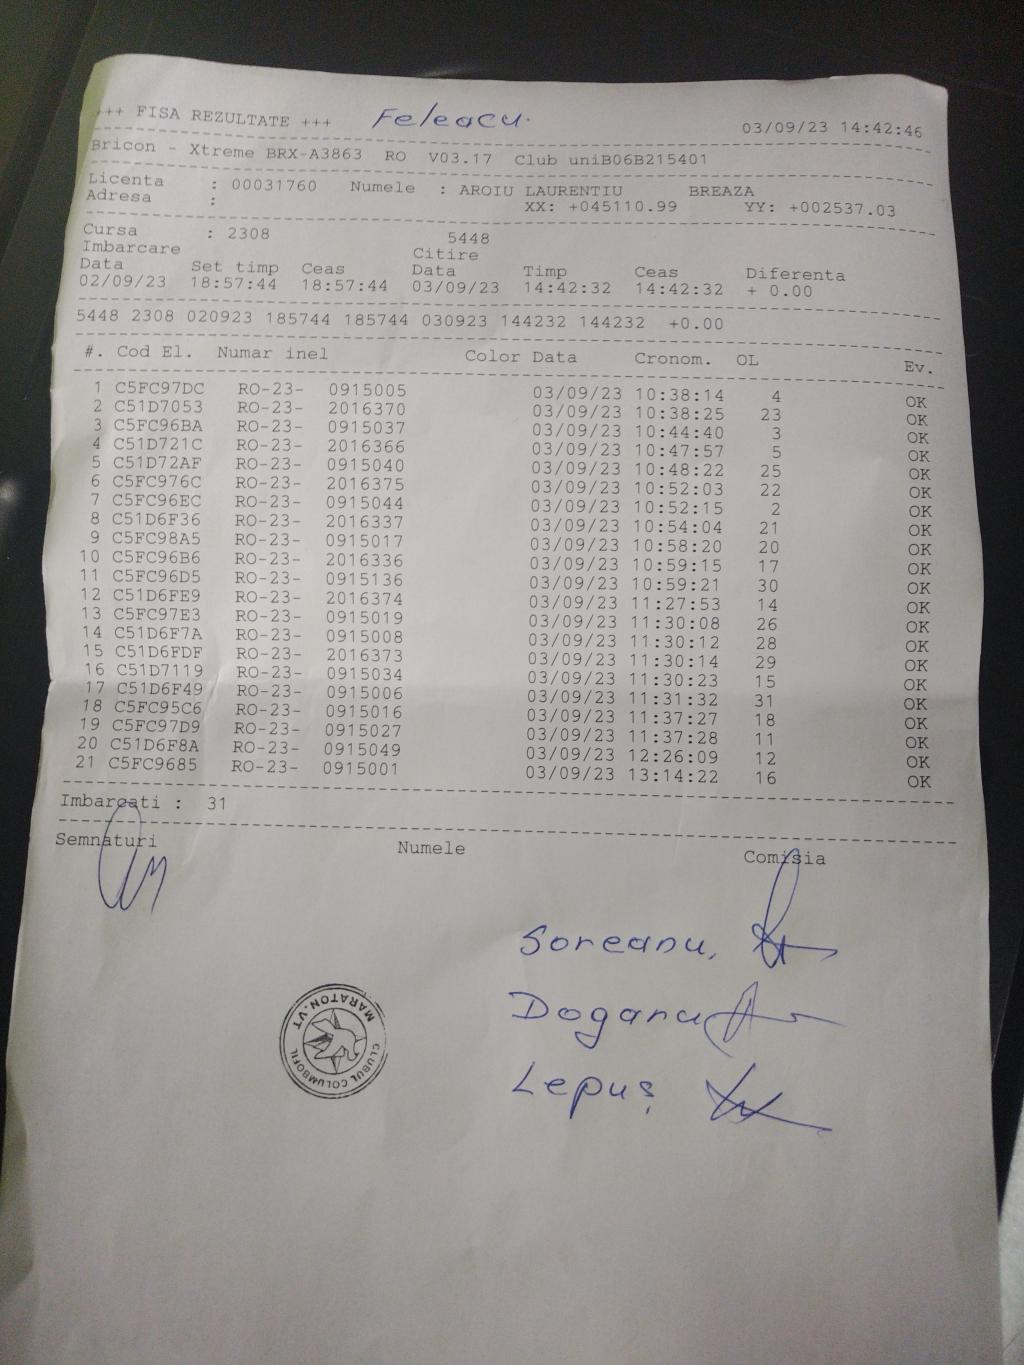 +++ FISA REZULTATE +++ Feleacu. 03/09/23 14:42:46
Bricon - Xtreme BRX-A3863 RO V03.17 Club uniB06B215401
Licenta : 00031760 Numele : AROIU LAURENTIU BREAZA
Adresa : XX: +045110.99 YY: +002537.03
Cursa : 2308 5448
Imbarcare Citire
Data Set timp Ceas Data Timp Ceas Diferenta
02/09/23 18:57:44 18:57:44 03/09/23 14:42:32 14:42:32 + 0.00
5448 2308 020923 185744 185744 030923 144232 144232 +0.00
#. Cod El. Numar inel Color Data Cronom. OL Ev.
1 C5FC97DC RO-23- 0915005 03/09/23 10:38:14 4 OK
2 C51D7053 RO-23- 2016370 03/09/23 10:38:25 23 OK
3 C5FC96BA RO-23- 0915037 03/09/23 10:44:40 3 OK
4 C51D721C RO-23- 2016366 03/09/23 10:47:57 5 OK
5 C51D72AF RO-23- 0915040 03/09/23 10:48:22 25 OK
6 C5FC976C RO-23- 2016375 03/09/23 10:52:03 22 OK
7 C5FC96EC RO-23- 0915044 03/09/23 10:52:15 2 OK
8 C51D6F36 RO-23- 2016337 03/09/23 10:54:04 21 OK
9 C5FC98A5 RO-23- 0915017 03/09/23 10:58:20 20 OK
10 C5FC96B6 RO-23- 2016336 03/09/23 10:59:15 17 OK
11 C5FC96D5 RO-23- 0915136 03/09/23 10:59:21 30 OK
12 C51D6FE9 RO-23- 2016374 03/09/23 11:27:53 14 OK
13 C5FC97E3 RO-23- 0915019 03/09/23 11:30:08 26 OK
14 C51D6F7A RO-23- 0915008 03/09/23 11:30:12 28 OK
15 C51D6FDF RO-23- 2016373 03/09/23 11:30:14 29 OK
16 C51D7119 RO-23- 0915034 03/09/23 11:30:23 15 OK
17 C51D6F49 RO-23- 0915006 03/09/23 11:31:32 31 OK
18 C5FC95C6 RO-23- 0915016 03/09/23 11:37:27 18 OK
19 C5FC97D9 RO-23- 0915027 03/09/23 11:37:28 11 OK
20 C51D6F8A RO-23- 0915049 03/09/23 12:26:09 12 OK
21 C5FC9685 RO-23- 0915001 03/09/23 13:14:22 16 OK
Imbarcati : 31
Semnaturi Numele Comisia
Soreanu,
Doganu
Lepuș
CLUBUL COLUMBOFIL MARATON.VT